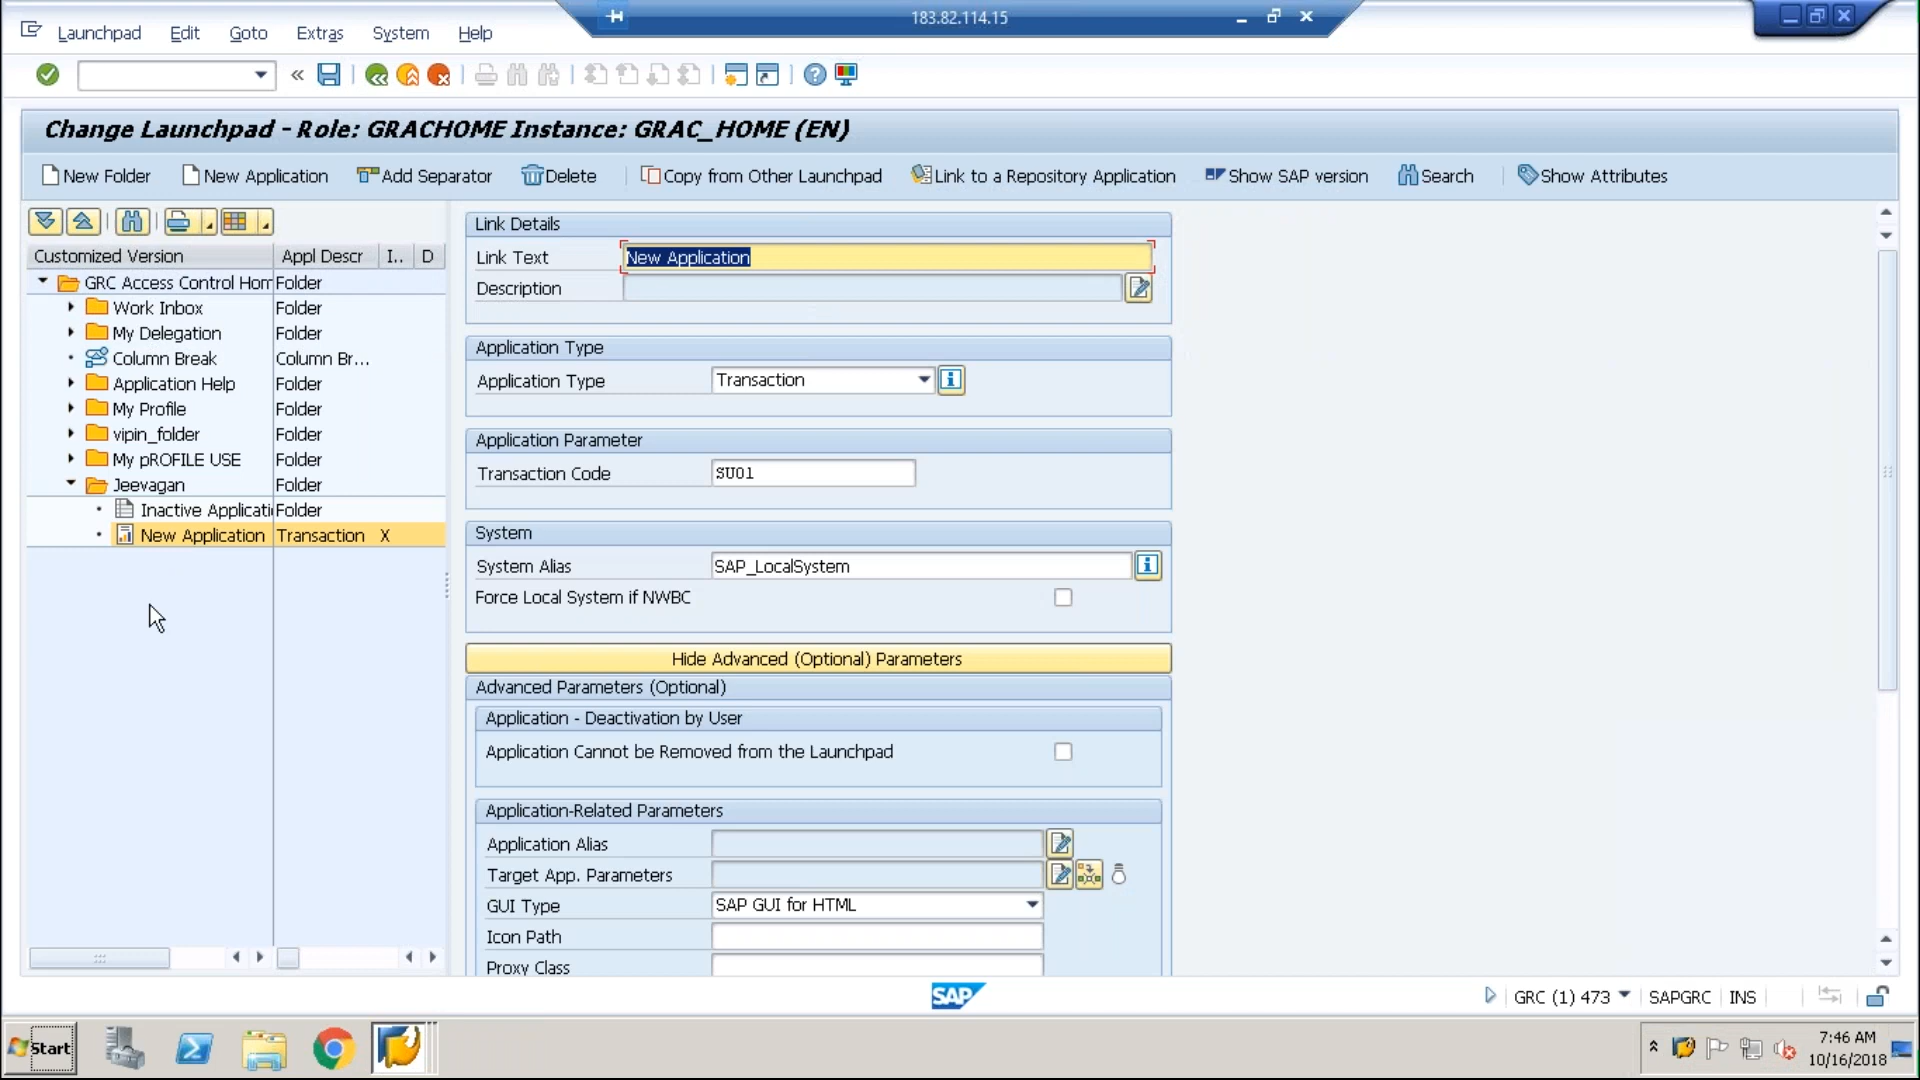 183.82.114.15
Launchpad Edit Goto Extras System Help
Change Launchpad - Role: GRACHOME Instance: GRAC_HOME (EN)
New Folder New Application Add Separator Delete Copy from Other Launchpad Link to a Repository Application Show SAP version Search Show Attributes
Customized Version Appl Descr I.. D
GRC Access Control Hom Folder
Work Inbox Folder
My Delegation Folder
Column Break Column Br...
Application Help Folder
My Profile Folder
vipin_folder Folder
My pROFILE USE Folder
Jeevagan Folder
Inactive Applicati Folder
New Application Transaction X
Link Details
Link Text New Application
Description
Application Type
Application Type Transaction
Application Parameter
Transaction Code SU01
System
System Alias SAP_LocalSystem
Force Local System if NWBC
Hide Advanced (Optional) Parameters
Advanced Parameters (Optional)
Application - Deactivation by User
Application Cannot be Removed from the Launchpad
Application-Related Parameters
Application Alias
Target App. Parameters
GUI Type SAP GUI for HTML
Icon Path
Proxy Class
SAP
GRC (1) 473 SAPGRC INS
Start
7:46 AM
10/16/2018